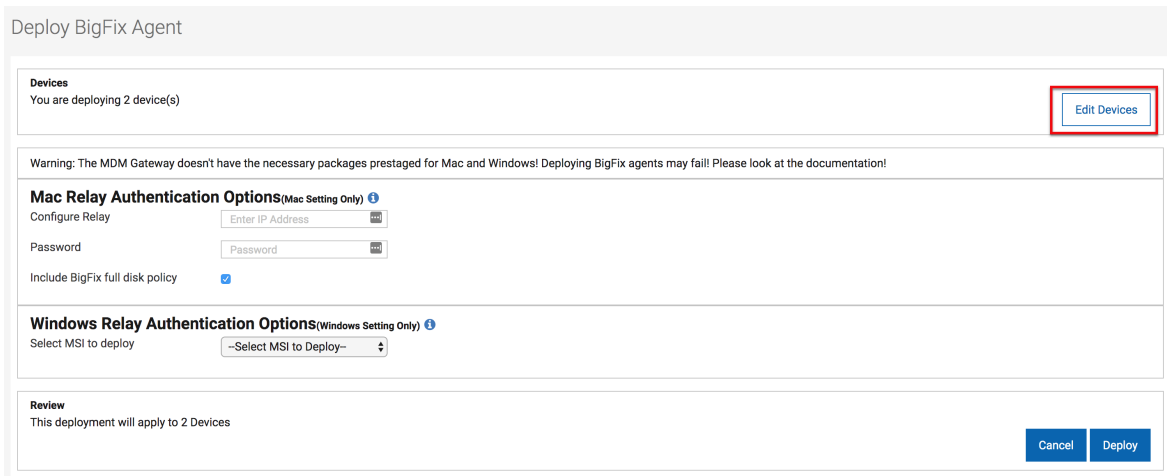 Deploy BigFix Agent
Devices
You are deploying 2 device(s)
Edit Devices
Warning: The MDM Gateway doesn't have the necessary packages prestaged for Mac and Windows! Deploying BigFix agents may fail! Please look at the documentation!
Mac Relay Authentication Options(Mac Setting Only)
Configure Relay
Enter IP Address
Password
Password
Include BigFix full disk policy
Windows Relay Authentication Options(Windows Setting Only)
Select MSI to deploy
--Select MSI to Deploy--
Review
This deployment will apply to 2 Devices
Cancel
Deploy